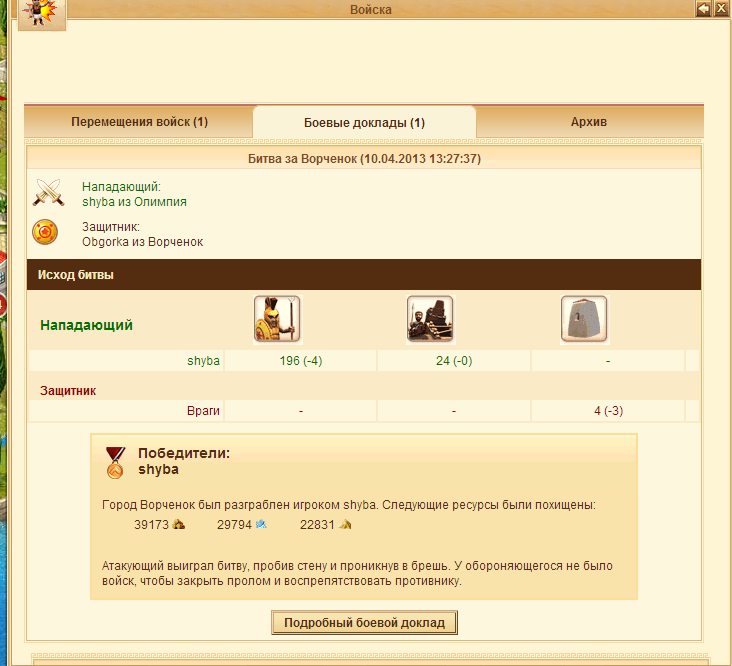 Войска
Перемещения войск (1)
Боевые доклады (1)
Архив
Битва за Ворченок (10.04.2013 13:27:37)
Нападающий:
shyba из Олимпия
Защитник:
Obgorka из Ворченок
Исход битвы
Нападающий
shyba 196 (-4) 24 (-0) -
Защитник
Враги - - 4 (-3)
Победители:
shyba
Город Ворченок был разграблен игроком shyba. Следующие ресурсы были похищены:
39173 29794 22831
Атакующий выиграл битву, пробив стену и проникнув в брешь. У обороняющегося не было
войск, чтобы закрыть пролом и воспрепятствовать противнику.
Подробный боевой доклад